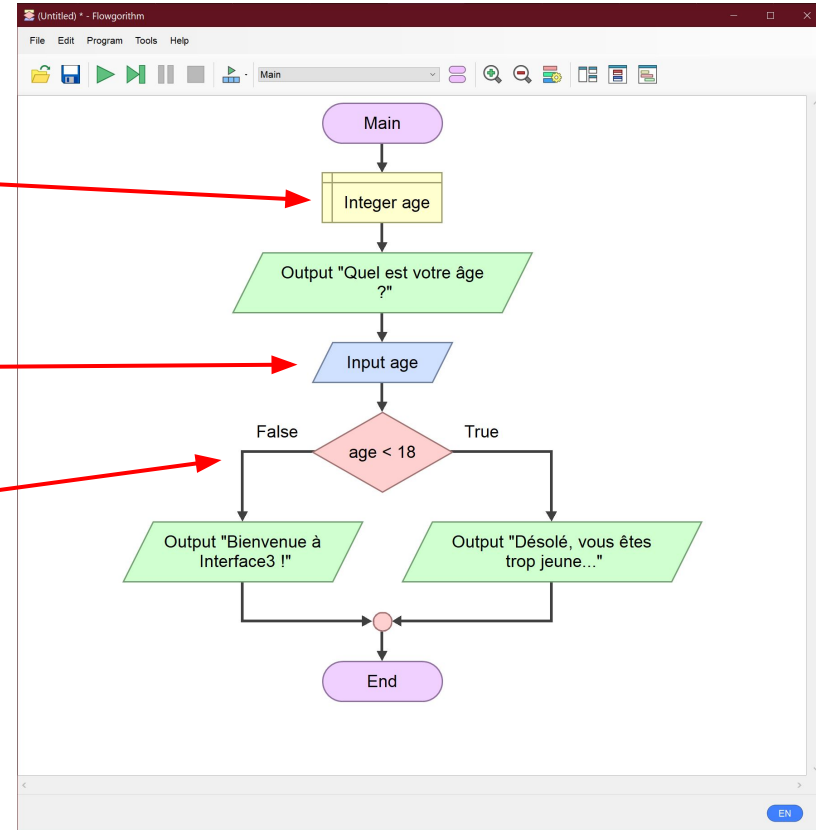 (Untitled) * - Flowgorithm
File Edit Program Tools Help
Main
Main
Integer age
Output "Quel est votre âge
?"
Input age
False
True
age < 18
Output "Bienvenue à
Interface3 !"
Output "Désolé, vous êtes
trop jeune..."
End
EN